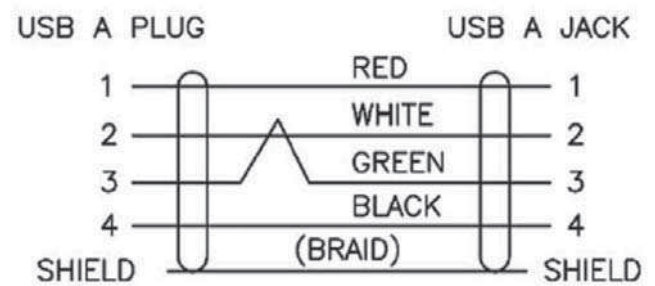 USB A PLUG USB A JACK
1 RED 1
2 WHITE 2
3 GREEN 3
4 BLACK 4
SHIELD (BRAID) SHIELD